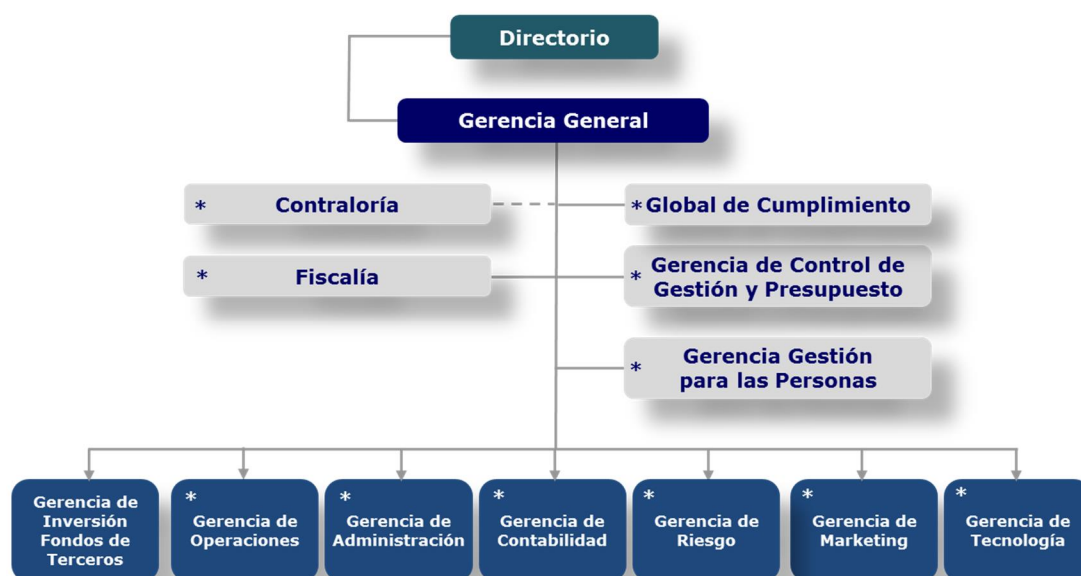 Directorio
Gerencia General
* Contraloría
* Global de Cumplimiento
* Fiscalía
* Gerencia de Control de
Gestión y Presupuesto
* Gerencia Gestión
para las Personas
Gerencia de
Inversión
Fondos de
Terceros
*
Gerencia de
Operaciones
*
Gerencia de
Administración
*
Gerencia de
Contabilidad
*
Gerencia de
Riesgo
*
Gerencia de
Marketing
*
Gerencia de
Tecnología